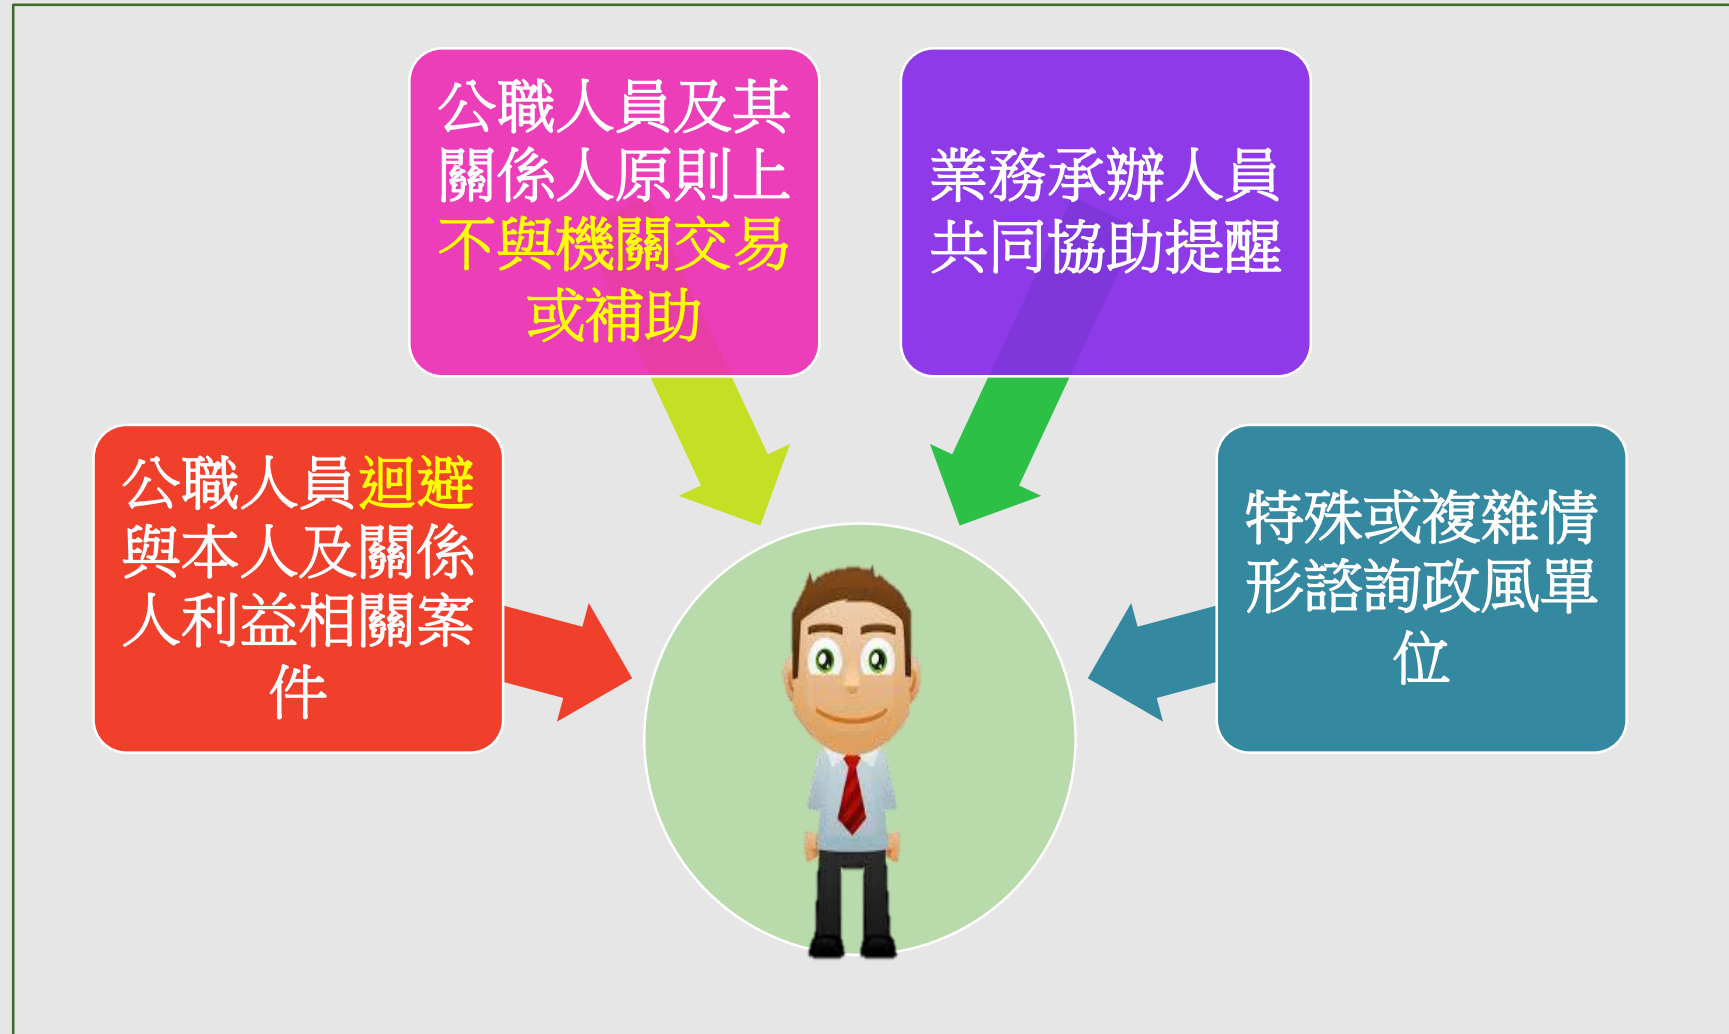 公職人員及其
關係人原則上
不與機關交易
或補助
業務承辦人員
共同協助提醒
公職人員迴避
與本人及關係
人利益相關案
件
特殊或複雜情
形諮詢政風單
位